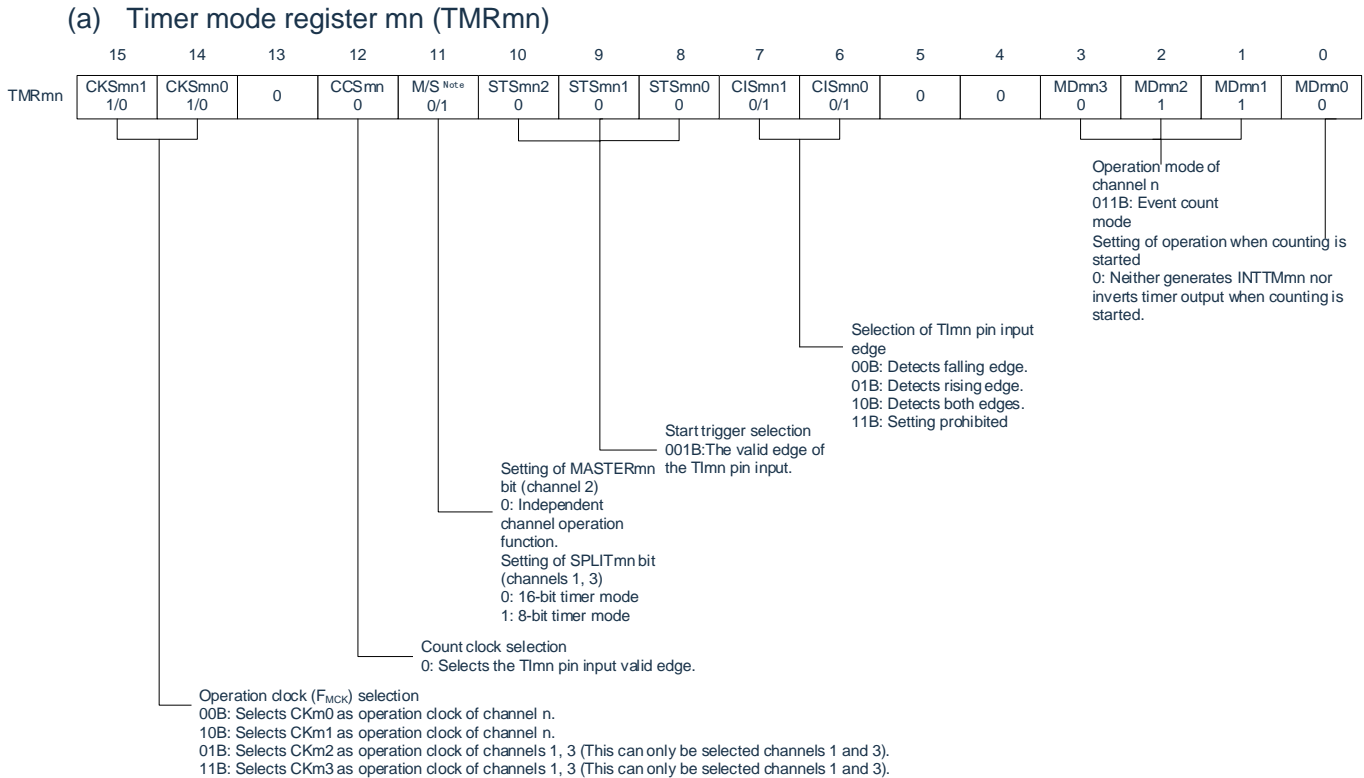 (a) Timer mode register mn (TMRmn)
15 14 13 12 11 10 9 8 7 6 5 4 3 2 1 0
TMRmn CKSmn1 CKSmn0 0 CCSmn M/S Note STSmn2 STSmn1 STSmn0 CISmn1 CISmn0 0 0 MDmn3 MDmn2 MDmn1 MDmn0
1/0 1/0 0 0/1 0 0 0 0/1 0/1 0 1 1 0
Operation mode of
channel n
011B: Event count
mode
Setting of operation when counting is
started
0: Neither generates INTTMmn nor
inverts timer output when counting is
started.
Selection of TImn pin input
edge
00B: Detects falling edge.
01B: Detects rising edge.
10B: Detects both edges.
11B: Setting prohibited
Start trigger selection
001B:The valid edge of
the TImn pin input.
Setting of MASTERmn
bit (channel 2)
0: Independent
channel operation
function.
Setting of SPLITmn bit
(channels 1, 3)
0: 16-bit timer mode
1: 8-bit timer mode
Count clock selection
0: Selects the TImn pin input valid edge.
Operation clock (FMCK) selection
00B: Selects CKm0 as operation clock of channel n.
10B: Selects CKm1 as operation clock of channel n.
01B: Selects CKm2 as operation clock of channels 1, 3 (This can only be selected channels 1 and 3).
11B: Selects CKm3 as operation clock of channels 1, 3 (This can only be selected channels 1 and 3).